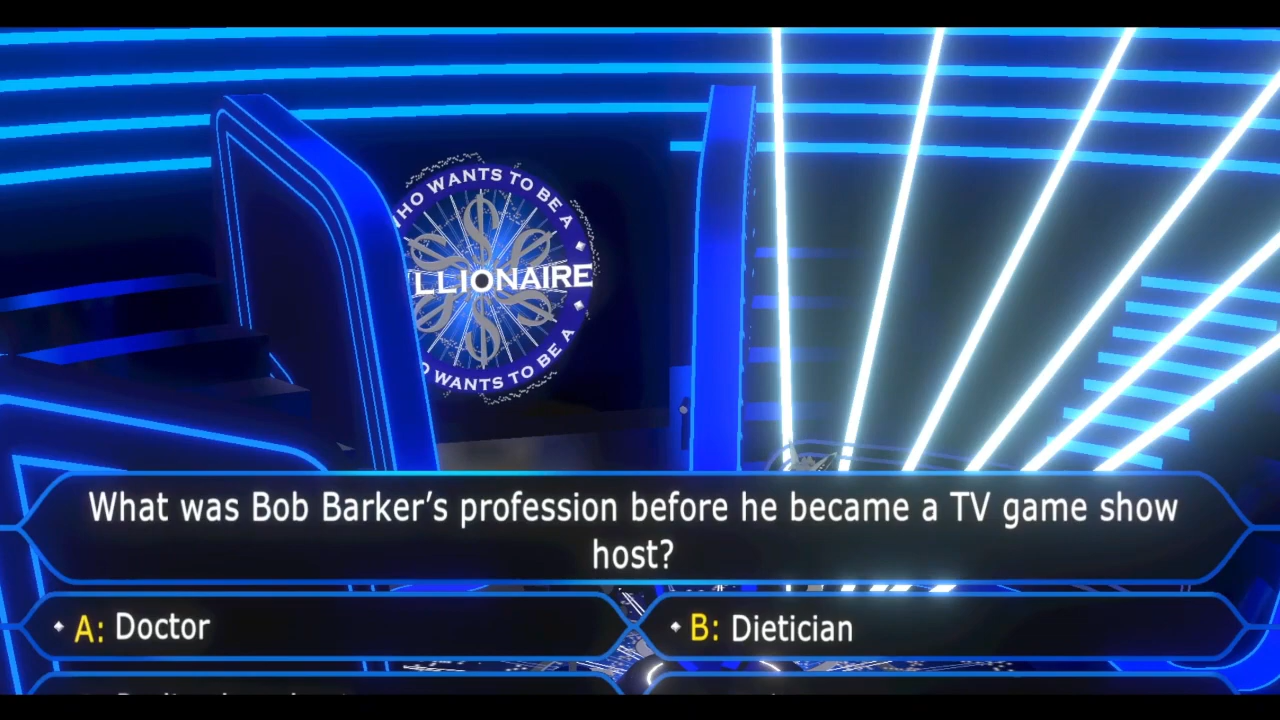 WHO WANTS TO BE A
LLIONAIRE
O WANTS TO BE A
What was Bob Barker’s profession before he became a TV game show
host?
A: Doctor
B: Dietician